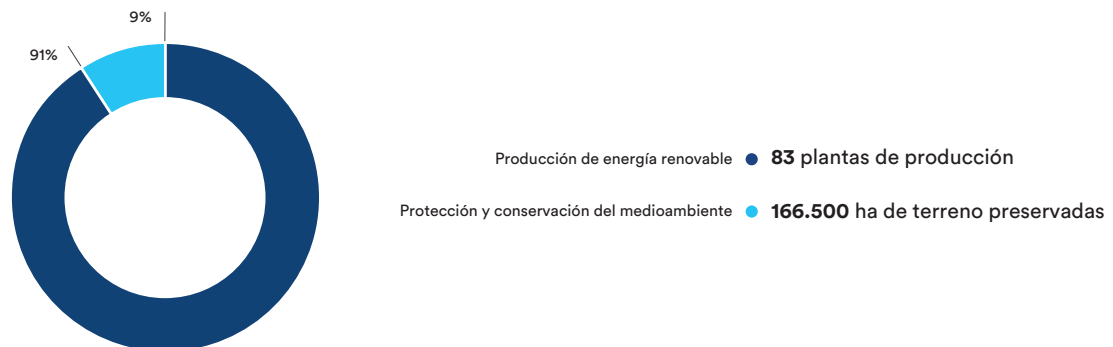 9%
91%
Producción de energía renovable 83 plantas de producción
Protección y conservación del medioambiente 166.500 ha de terreno preservadas